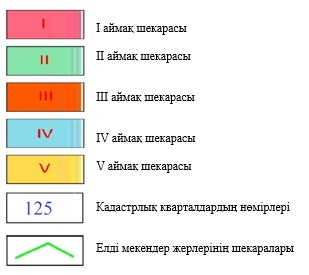 I I аймақ шекарасы
II II аймақ шекарасы
III III аймақ шекарасы
IV IV аймақ шекарасы
V V аймақ шекарасы
125 Кадастрлық кварталдардың нөмірлері
Елді мекендер жерлерінің шекаралары